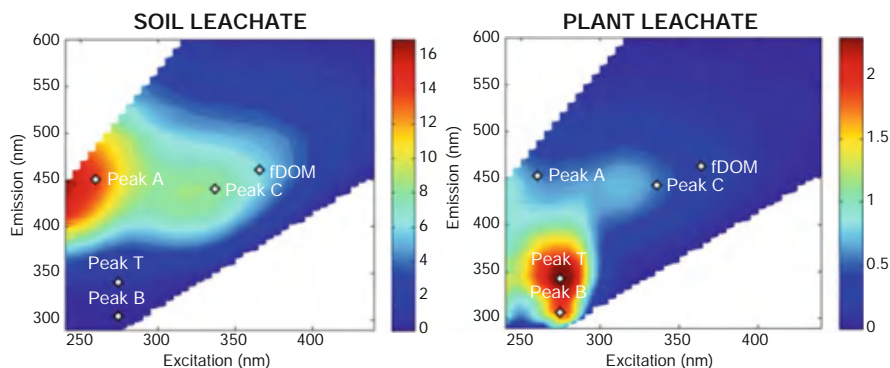 SOIL LEACHATE
600
550
500
450
400
350
300
Emission (nm)
250
300
350
400
Excitation (nm)
Peak A
fDOM
Peak C
Peak T
Peak B
16
14
12
10
8
6
4
2
0
PLANT LEACHATE
600
550
500
450
400
350
300
Emission (nm)
250
300
350
400
Excitation (nm)
Peak A
fDOM
Peak C
Peak T
Peak B
2
1.5
1
0.5
0